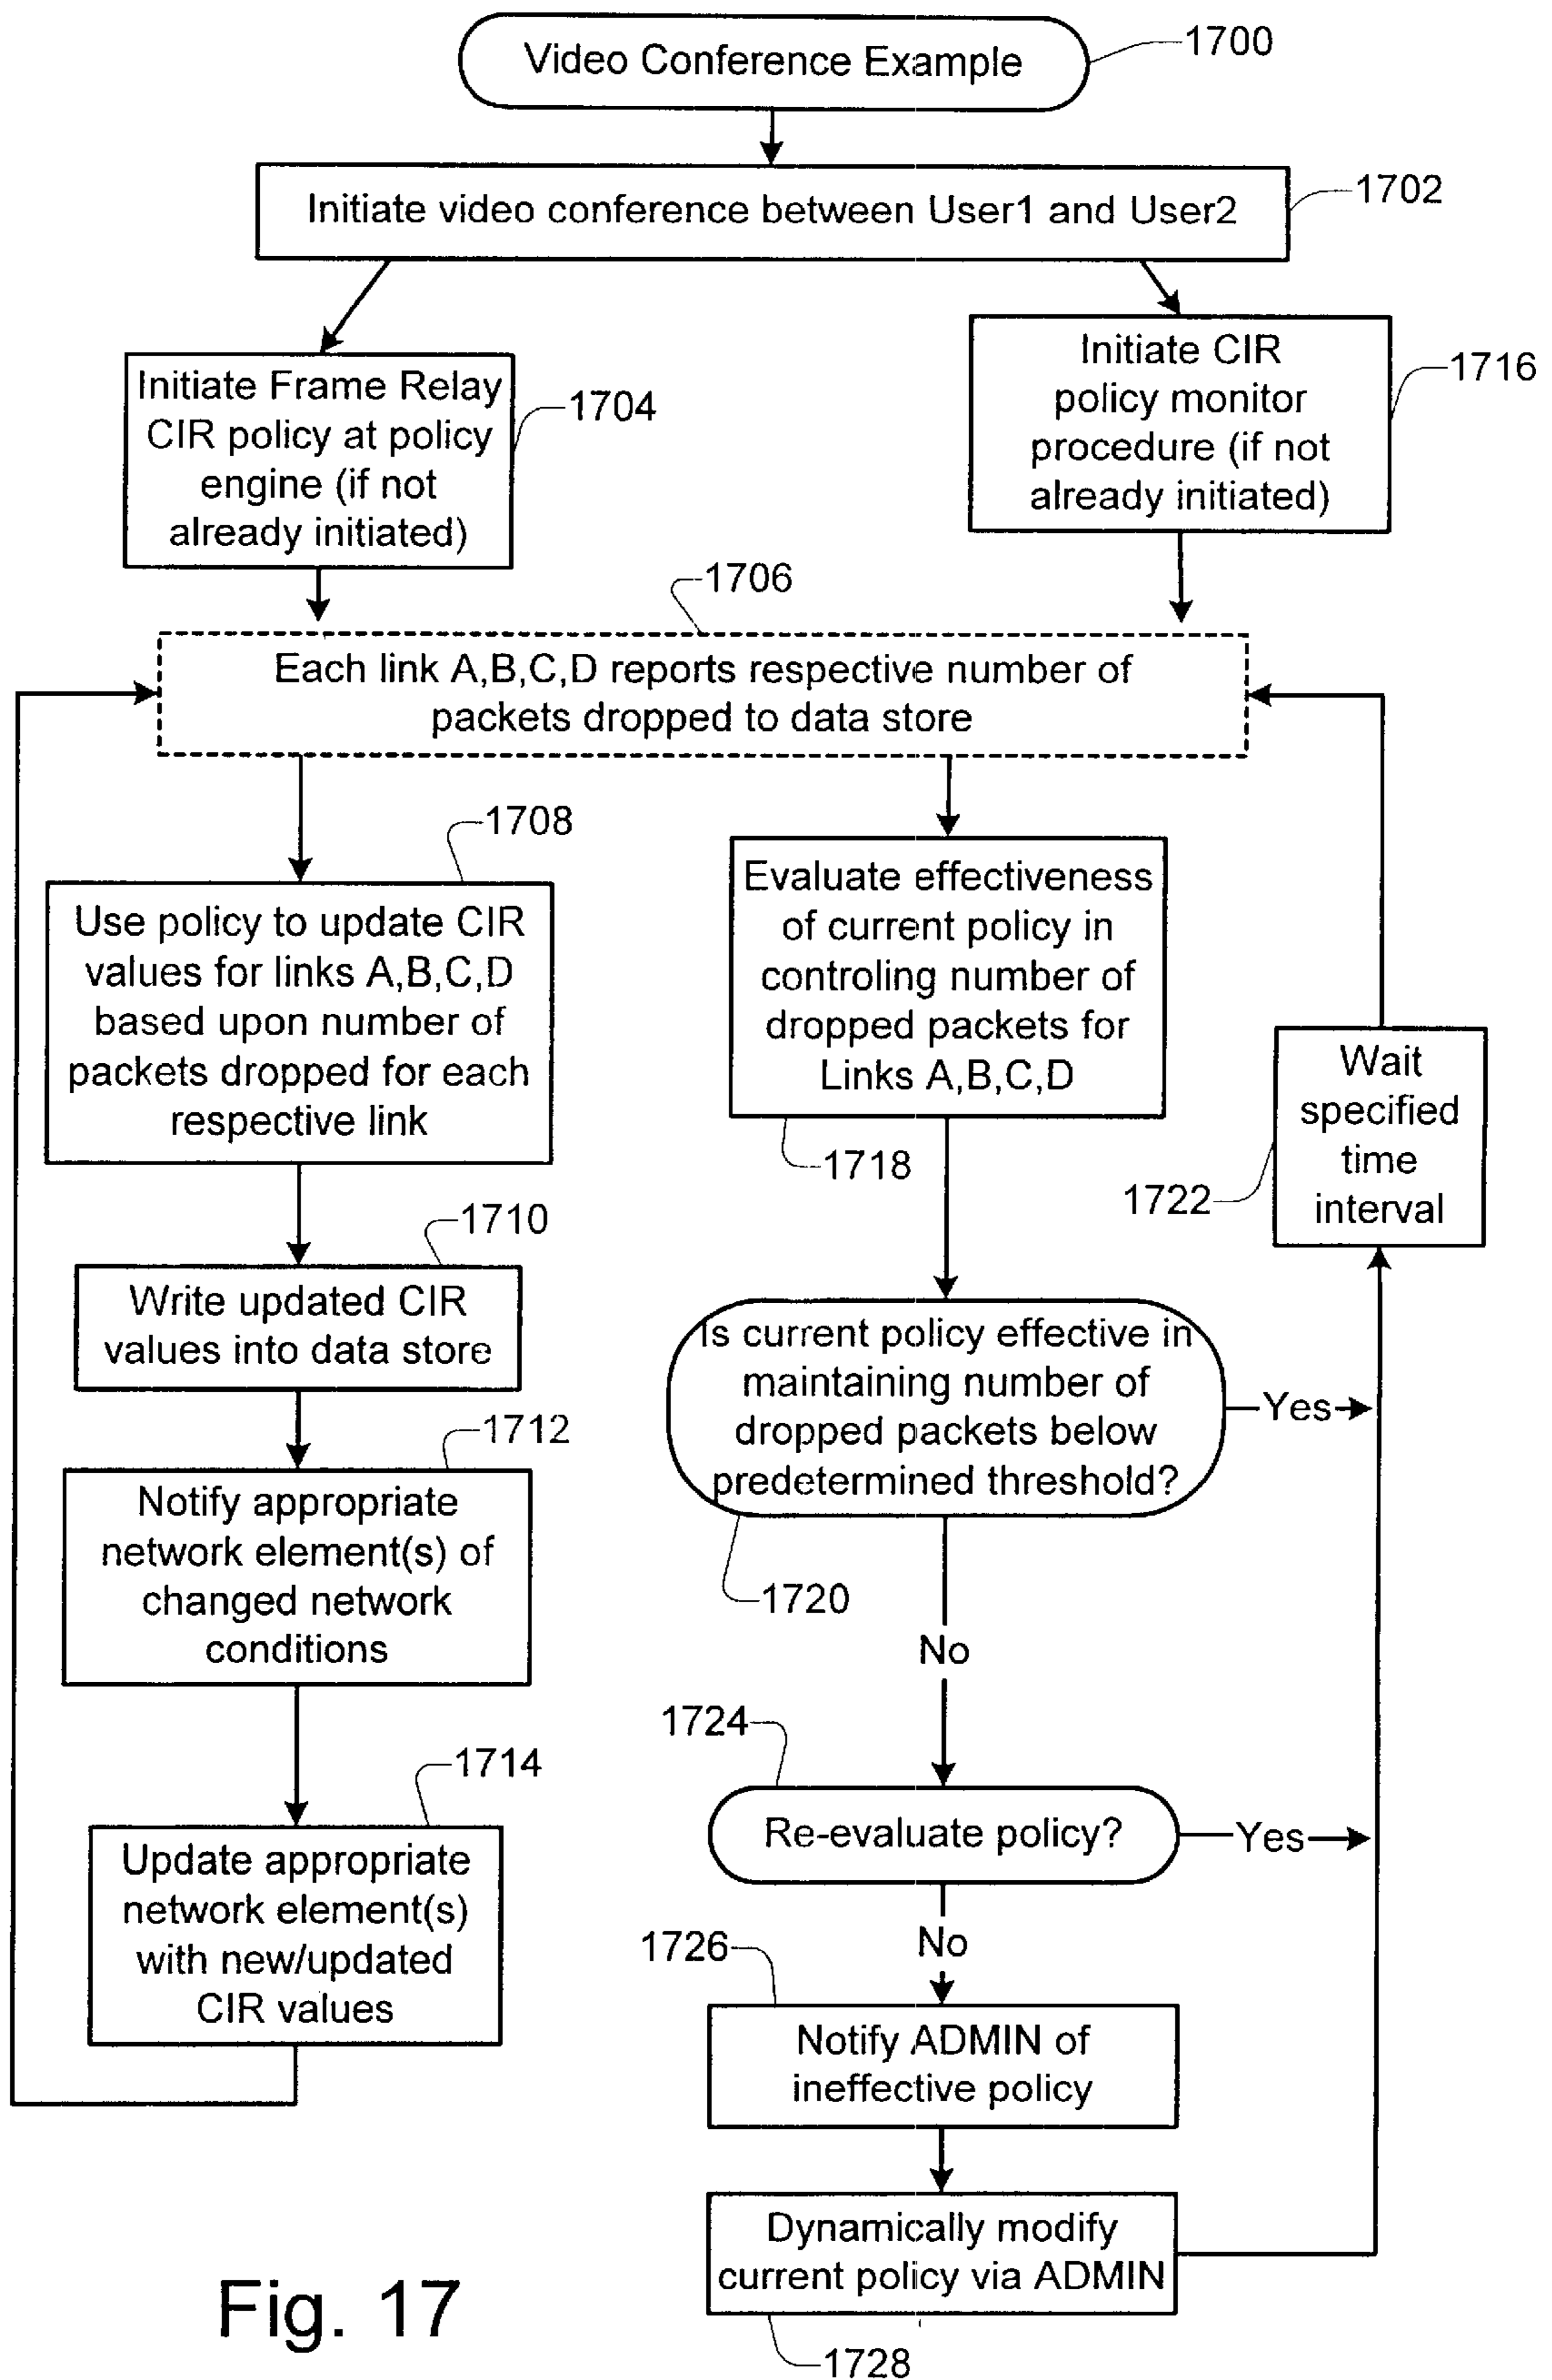 Video Conference Example
1700
Initiate video conference between User1 and User2
1702
Initiate Frame Relay
CIR policy at policy
engine (if not
already initiated)
1704
Initiate CIR
policy monitor
procedure (if not
already initiated)
1716
1706
Each link A,B,C,D reports respective number of
packets dropped to data store
1708
Use policy to update CIR
values for links A,B,C,D
based upon number of
packets dropped for each
respective link
Evaluate effectiveness
of current policy in
controling number of
dropped packets for
Links A,B,C,D
1718
Wait
specified
time
interval
1722
1710
Write updated CIR
values into data store
Is current policy effective in
maintaining number of
dropped packets below
predetermined threshold?
Yes
1720
No
1712
Notify appropriate
network element(s) of
changed network
conditions
1724
Re-evaluate policy?
Yes
No
1714
Update appropriate
network element(s)
with new/updated
CIR values
1726
Notify ADMIN of
ineffective policy
Dynamically modify
current policy via ADMIN
1728
Fig. 17